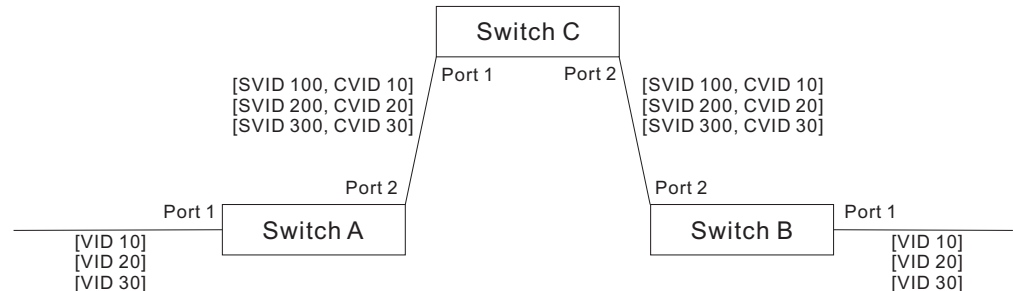 Switch C
Port 1
Port 2
[SVID 100, CVID 10]
[SVID 200, CVID 20]
[SVID 300, CVID 30]
[SVID 100, CVID 10]
[SVID 200, CVID 20]
[SVID 300, CVID 30]
Port 2
Port 2
Port 1
Switch A
Switch B
Port 1
[VID 10]
[VID 20]
[VID 30]
[VID 10]
[VID 20]
[VID 30]